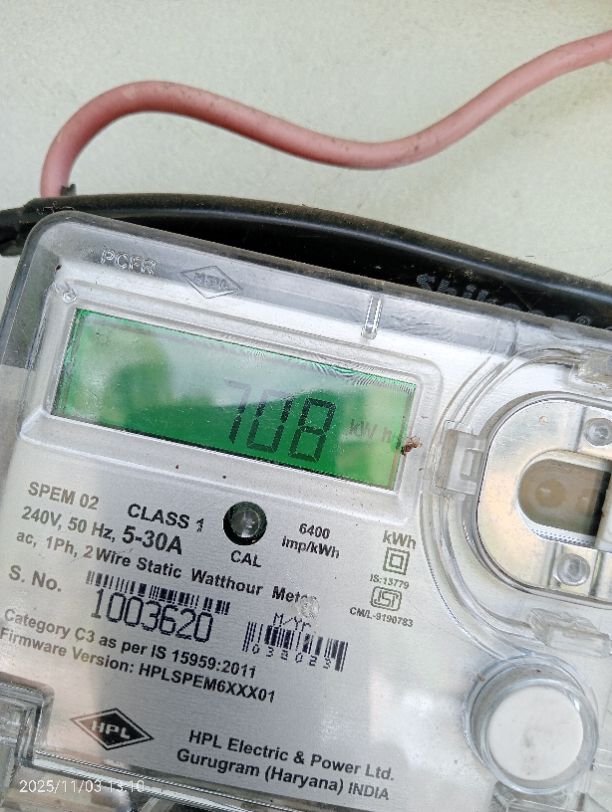 PCFR
708 kWh
SPEM 02
240V, 50 Hz, 5-30A
CLASS 1
ac, 1Ph, 2 Wire Static Watthour Meter
CAL
6400
imp/kWh
kWh
IS:13779
CM/L-9190783
S. No.
1003620
M/Yr
Category C3 as per IS 15959:2011
Firmware Version: HPLSPEM6XXX01
HPL
HPL Electric & Power Ltd.
Gurugram (Haryana) INDIA
2025/11/03 13:10